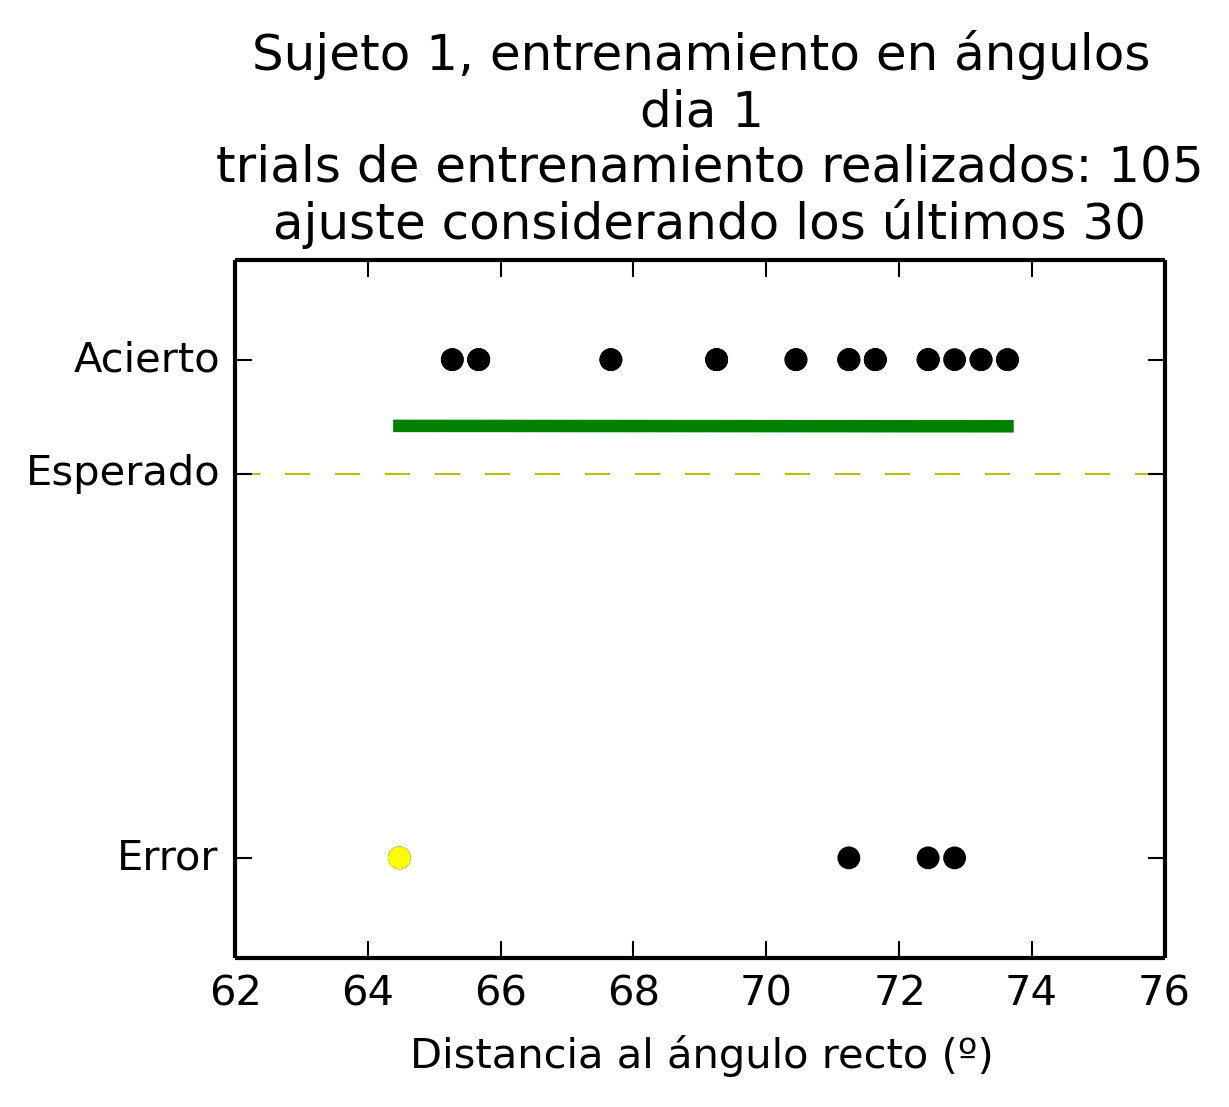 Sujeto 1, entrenamiento en ángulos
dia 1
trials de entrenamiento realizados: 105
ajuste considerando los últimos 30
Acierto
Esperado
Error
62 64 66 68 70 72 74 76
Distancia al ángulo recto (º)